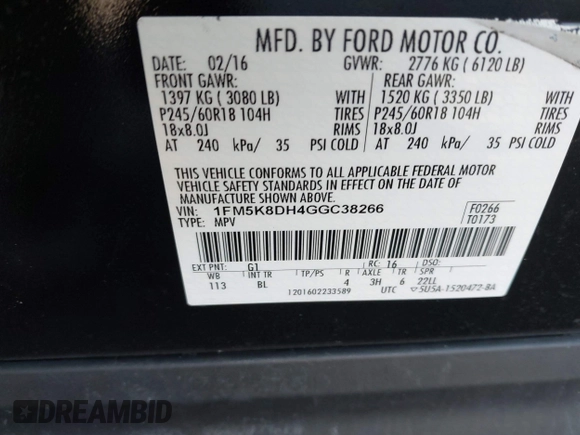 MFD. BY FORD MOTOR CO.
DATE: 02/16 GVWR: 2776 KG ( 6120 LB)
FRONT GAWR: REAR GAWR:
1397 KG ( 3080 LB) WITH 1520 KG( 3350 LB) WITH
P245/60R18 104H TIRES P245/60R18 104H TIRES
18x8.0J RIMS 18x8.0J RIMS
AT 240 kPa/ 35 PSI COLD AT 240 kPa/ 35 PSI COLD
THIS VEHICLE CONFORMS TO ALL APPLICABLE FEDERAL MOTOR
VEHICLE SAFETY AND THEFT PREVENTION STANDARDS IN
EFFECT ON THE DATE OF MANUFACTURE SHOWN ABOVE.
VIN: 1FM5K8DH4GGC38266 F0266
TYPE: MPV T0173
EXT PNT: G1 RC: 16 DSO:
WB INT TR TP/PS R AXLE TR SPR
113 BL 4 3H 6 22LL
1201602233589 UTC 5USA-1520472-BA
DREAMBID